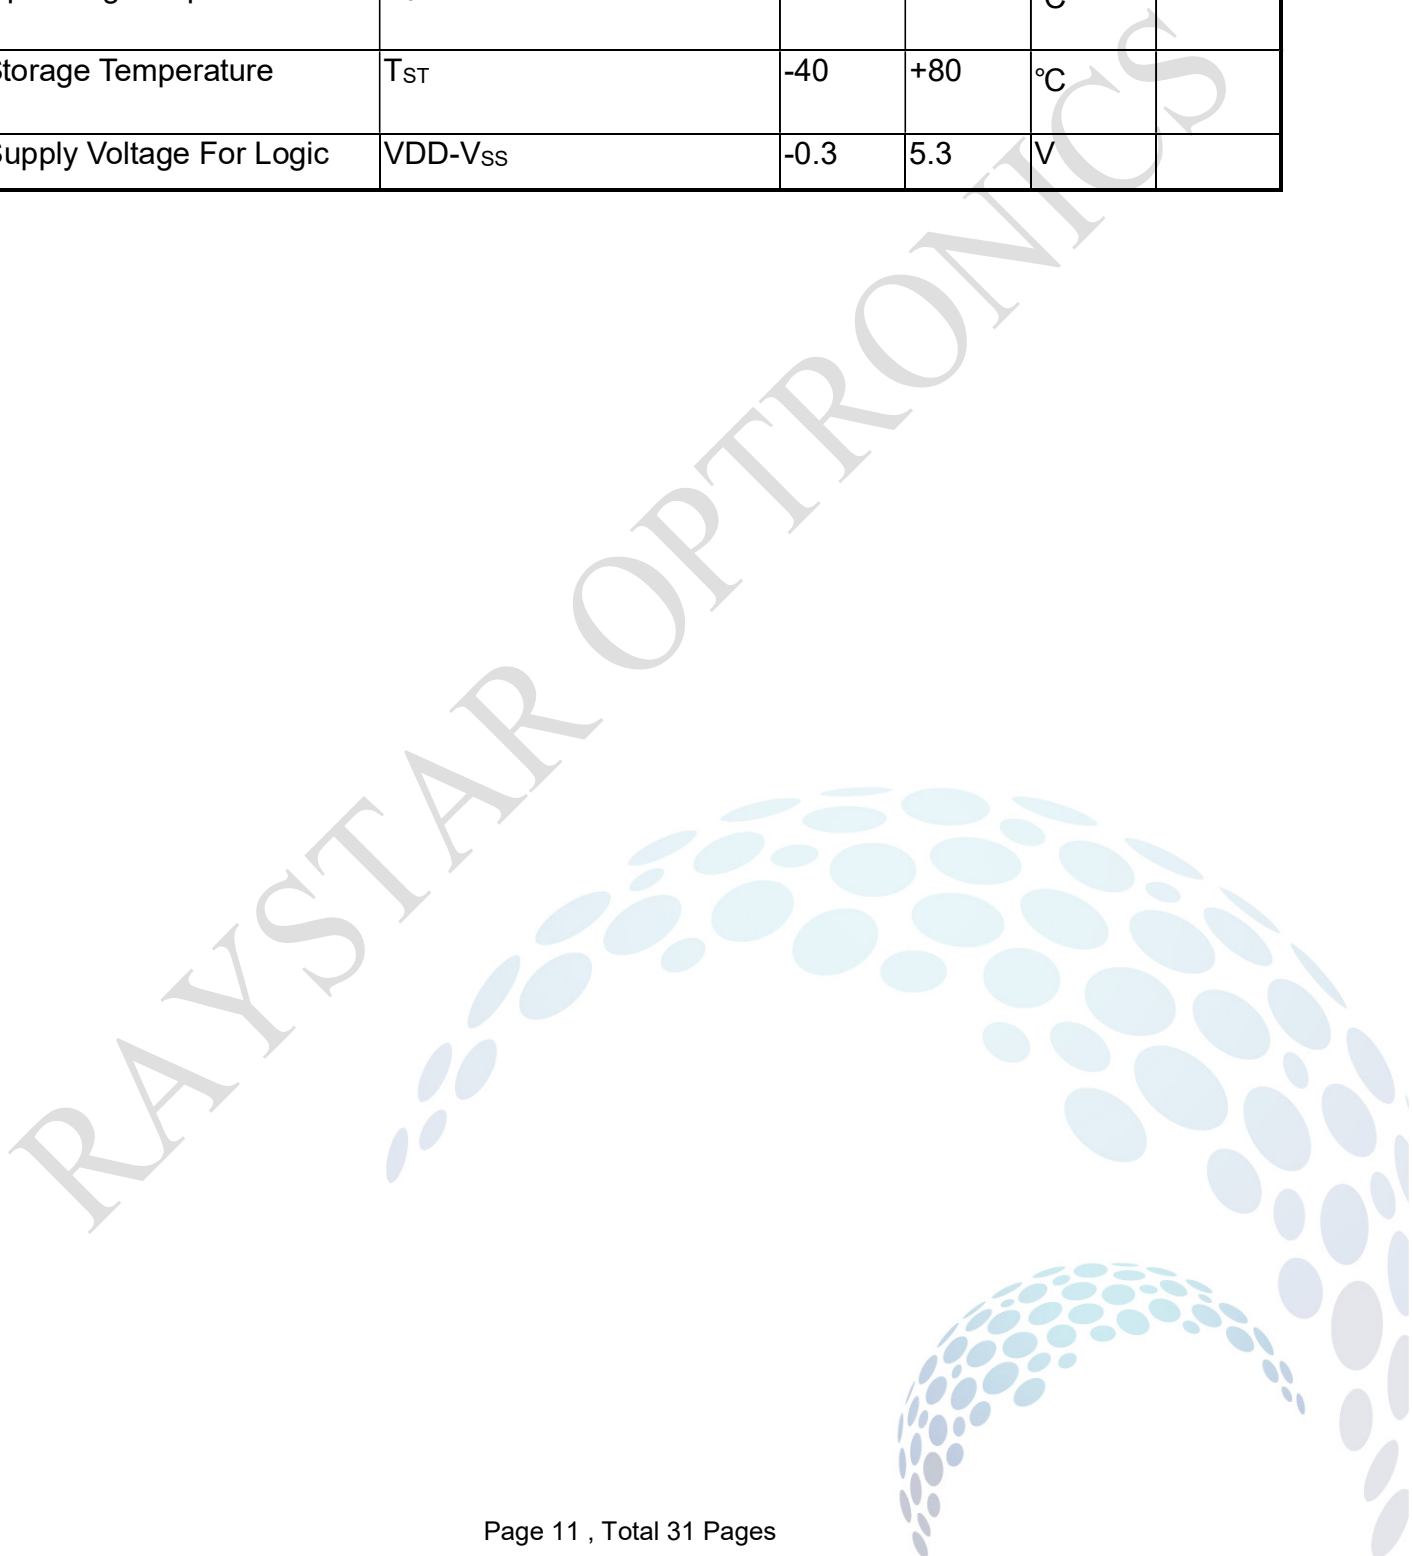 ℃
Storage Temperature TST -40 +80 ℃
Supply Voltage For Logic VDD-VSS -0.3 5.3 V
RAYSTAR OPTRONICS
Page 11 , Total 31 Pages